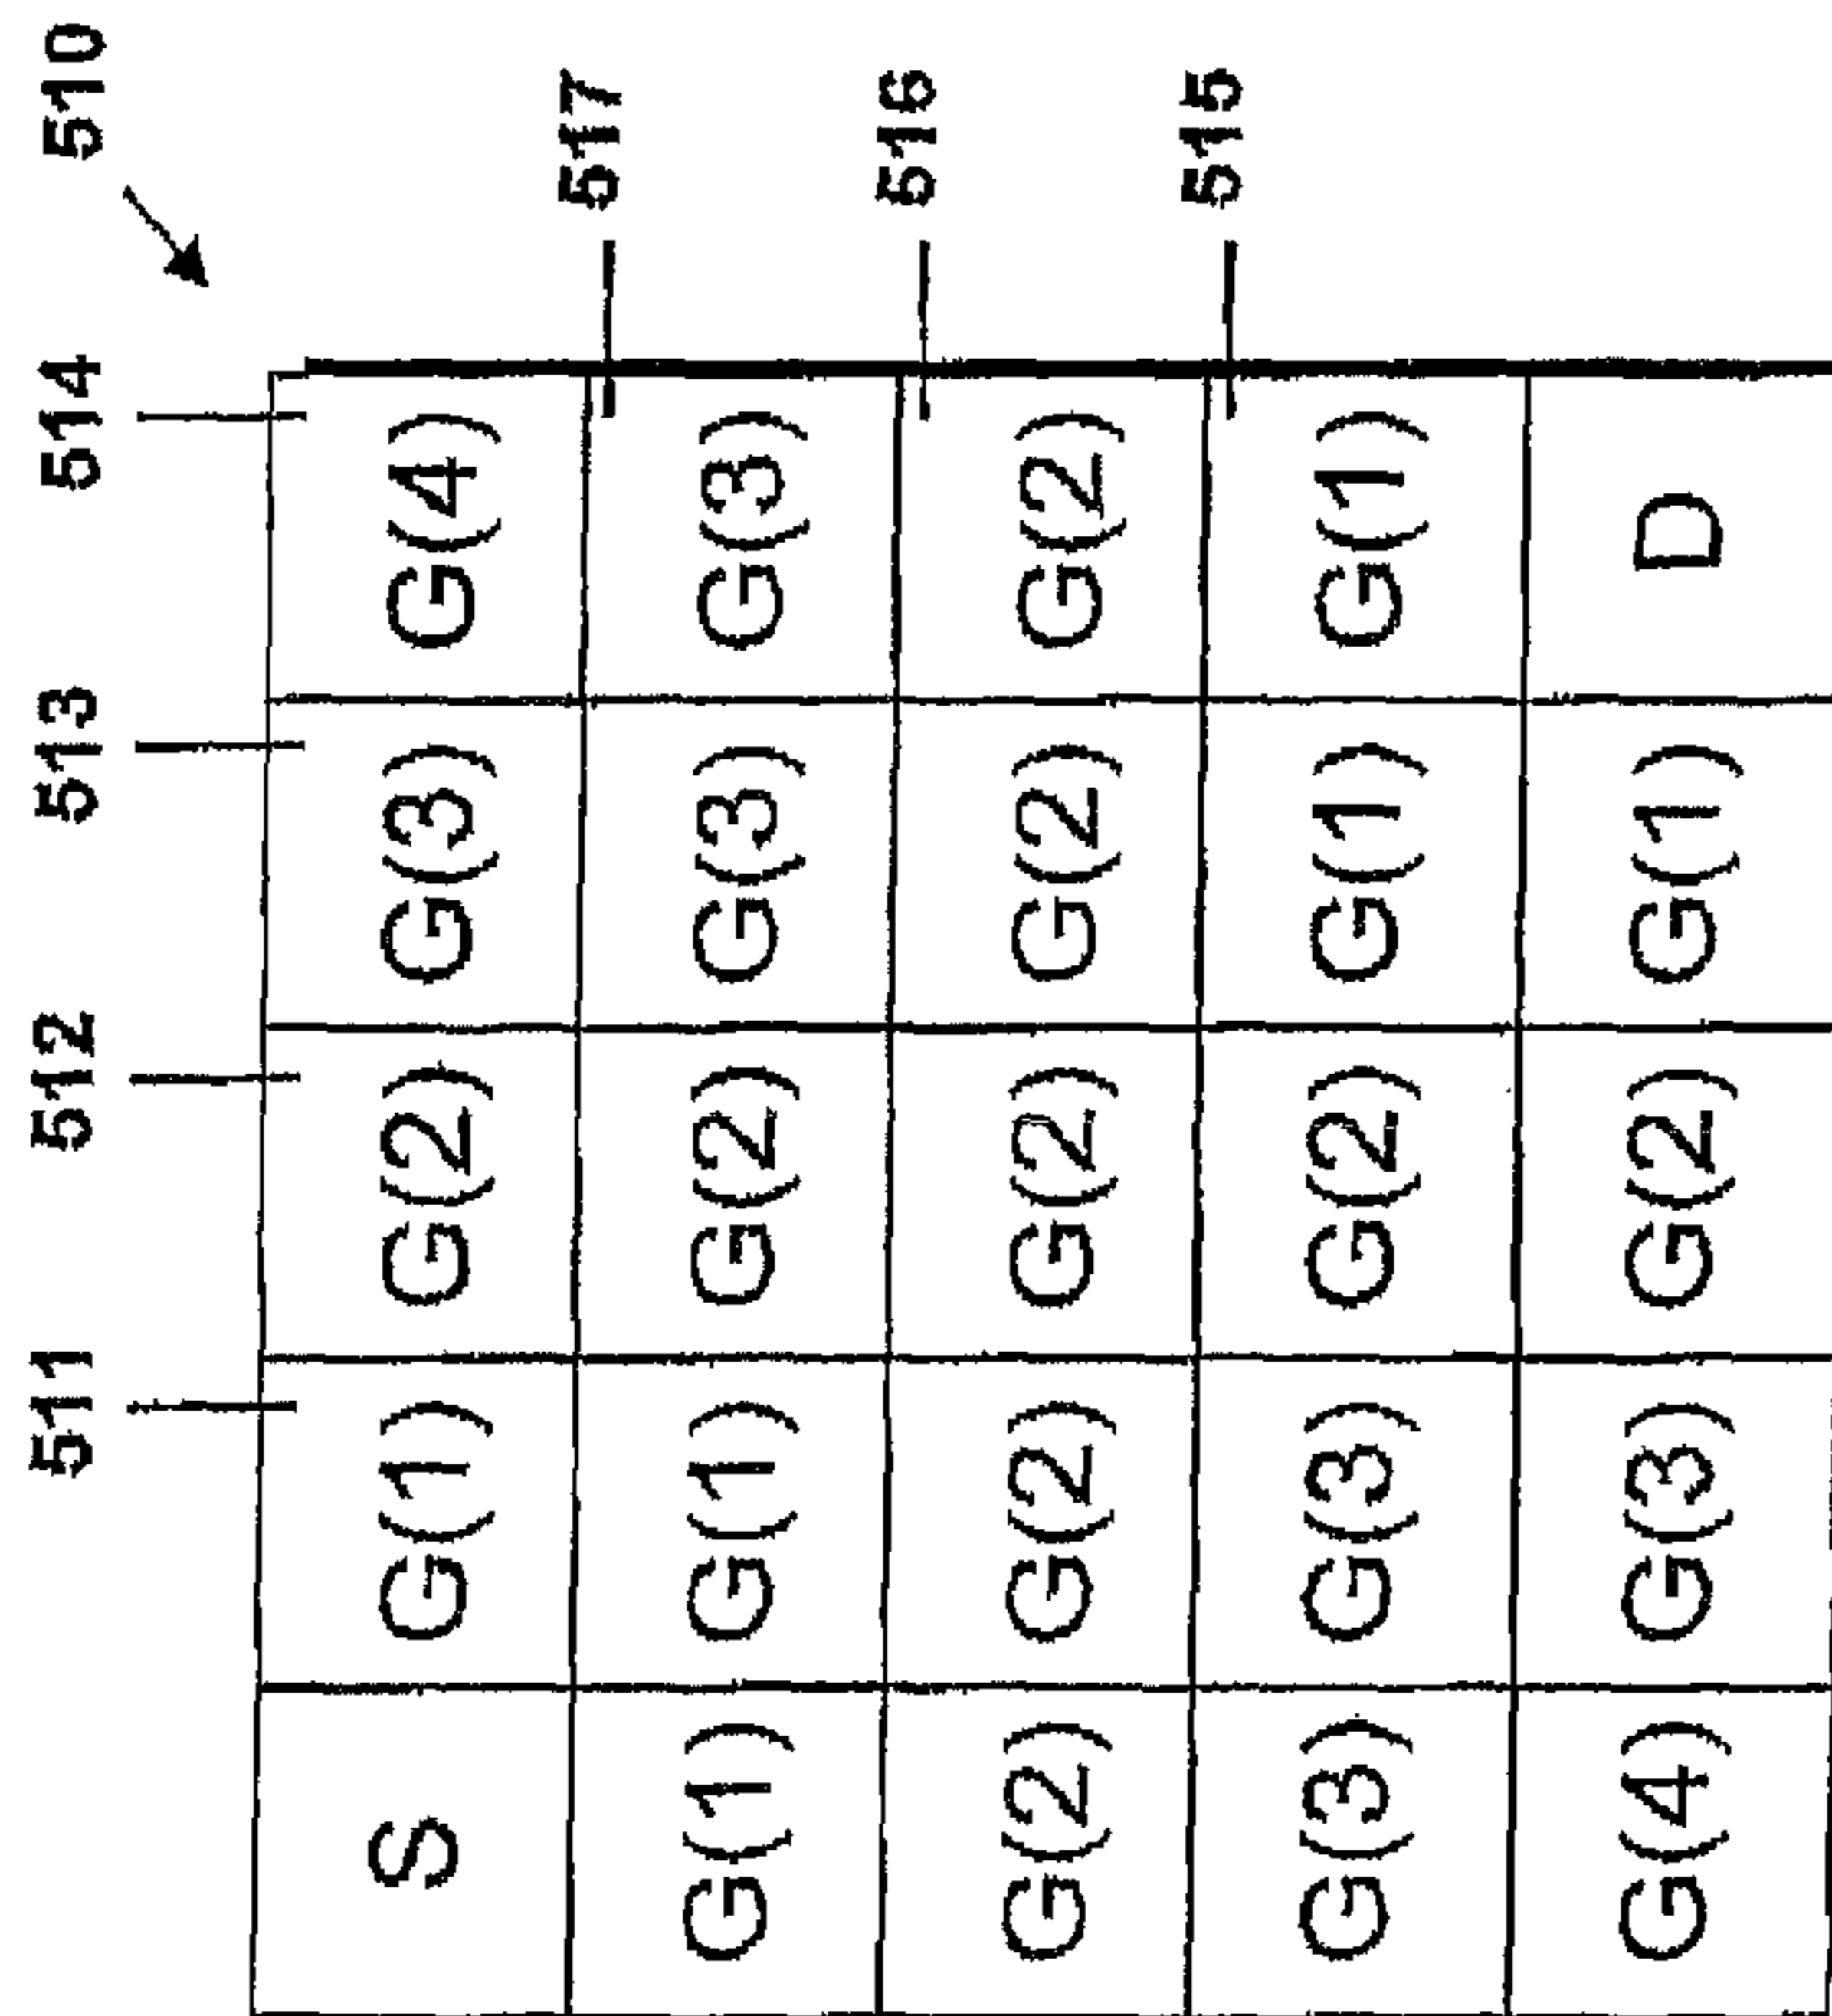 511 512 513 514 510
S G(1) G(2) G(3) G(4)
517
G(1) G(1) G(2) G(3) G(3)
516
G(2) G(2) G(2) G(2) G(2)
515
G(3) G(3) G(2) G(1) G(1)
G(4) G(3) G(2) G(1) D